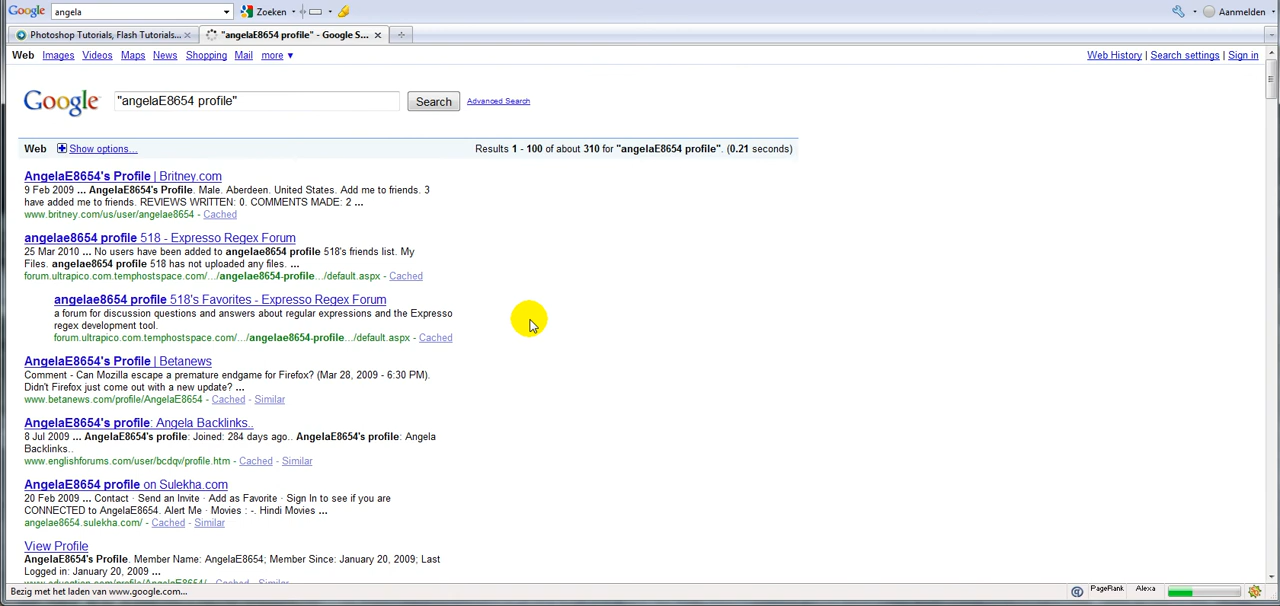 Google angela Zoeken Aanmelden
Photoshop Tutorials, Flash Tutorials... "angelaE8654 profile" - Google S...
Web Images Videos Maps News Shopping Mail more ▼ Web History | Search settings | Sign in
Google "angelaE8654 profile" Search Advanced Search
Web Show options... Results 1 - 100 of about 310 for "angelaE8654 profile". (0.21 seconds)
AngelaE8654's Profile | Britney.com
9 Feb 2009 ... AngelaE8654's Profile. Male. Aberdeen. United States. Add me to friends. 3
have added me to friends. REVIEWS WRITTEN: 0. COMMENTS MADE: 2 ...
www.britney.com/us/user/angelae8654 - Cached
angelae8654 profile 518 - Expresso Regex Forum
25 Mar 2010 ... No users have been added to angelae8654 profile 518's friends list. My
Files. angelae8654 profile 518 has not uploaded any files. ...
forum.ultrapico.com.temphostspace.com/.../angelae8654-profile.../default.aspx - Cached
angelae8654 profile 518's Favorites - Expresso Regex Forum
a forum for discussion questions and answers about regular expressions and the Expresso
regex development tool.
forum.ultrapico.com.temphostspace.com/.../angelae8654-profile.../default.aspx - Cached
AngelaE8654's Profile | Betanews
Comment - Can Mozilla escape a premature endgame for Firefox? (Mar 28, 2009 - 6:30 PM).
Didn't Firefox just come out with a new update? ...
www.betanews.com/profile/AngelaE8654 - Cached - Similar
AngelaE8654's profile: Angela Backlinks..
8 Jul 2009 ... AngelaE8654's profile: Joined: 284 days ago.. AngelaE8654's profile: Angela
Backlinks..
www.englishforums.com/user/bcdqv/profile.htm - Cached - Similar
AngelaE8654 profile on Sulekha.com
20 Feb 2009 ... Contact · Send an Invite · Add as Favorite · Sign In to see if you are
CONNECTED to AngelaE8654. Alert Me · Movies : -. Hindi Movies ...
angelae8654.sulekha.com/ - Cached - Similar
View Profile
AngelaE8654's Profile. Member Name: AngelaE8654; Member Since: January 20, 2009; Last
Logged in: January 20, 2009 ...
Bezig met het laden van www.google.com... PageRank Alexa